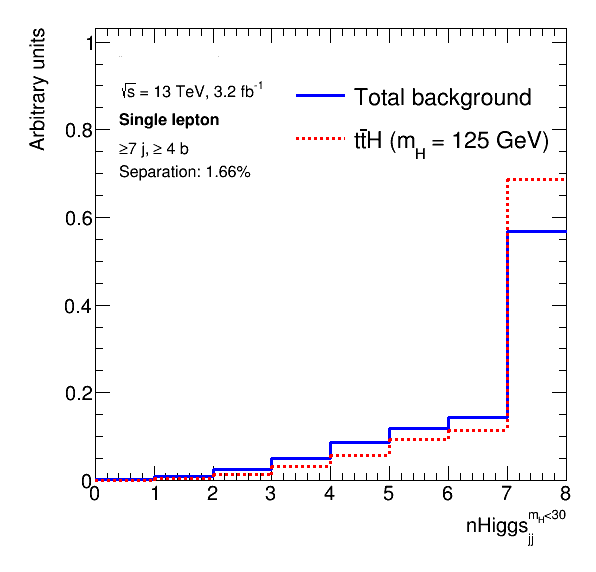 Arbitrary units
1
0.8
0.6
0.4
0.2
0
√s = 13 TeV, 3.2 fb⁻¹
Single lepton
≥7 j, ≥ 4 b
Separation: 1.66%
Total background
tt̄H (m_H = 125 GeV)
0 1 2 3 4 5 6 7 8
nHiggs_jj^{m_H<30}